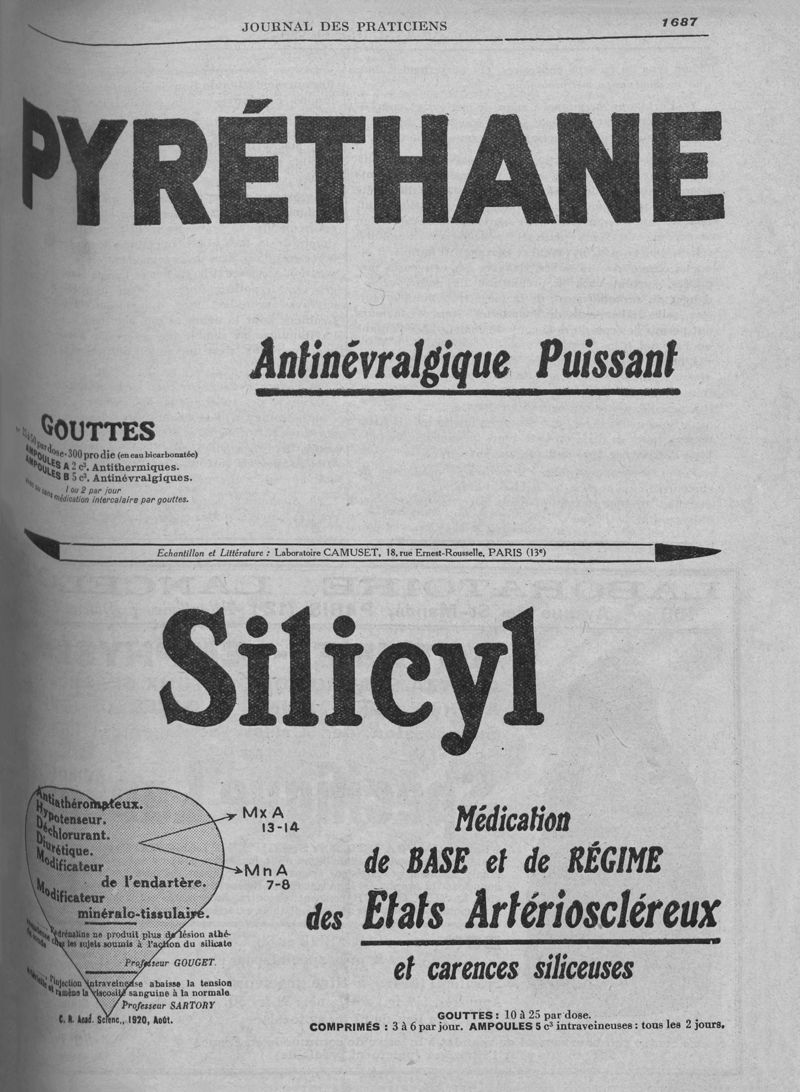 JOURNAL DES PRATICIENS
1687
PYRÉTHANE
Antinévralgique Puissant
GOUTTES
25 à 50 par dose-300 pro die (en eau bicarbonatée)
AMPOULES A 2 c³. Antithermiques.
AMPOULES B 5 c³. Antinévralgiques.
1 ou 2 par jour
avec ou sans médication intercalaire par gouttes.
Echantillon et Littérature : Laboratoire CAMUSET, 18, rue Ernest-Rousselle, PARIS (13e)
Silicyl
Antiathéromateux.
Hypotenseur.
Déchlorurant.
Diurétique.
Modificateur
de l'endartère.
Modificateur
minéralo-tissulaire.
MxA
13-14
MnA
7-8
L'adrénaline ne produit plus de lésion athé-
chez les sujets soumis à l'action du silicate
Professeur GOUGET.
L'injection intraveineuse abaisse la tension
et ramène la viscosité sanguine à la normale.
Professeur SARTORY
C. R. Acad. Scienc., 1920, Août.
Médication
de BASE et de RÉGIME
des Etats Artérioscléreux
et carences siliceuses
GOUTTES : 10 à 25 par dose.
COMPRIMÉS : 3 à 6 par jour. AMPOULES 5 c³ intraveineuses : tous les 2 jours.